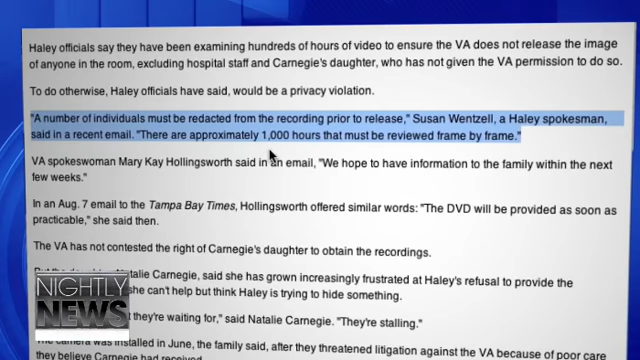 Haley officials say they have been examining hundreds of hours of video to ensure the VA does not release the image
of anyone in the room, excluding hospital staff and Carnegie's daughter, who has not given the VA permission to do so.
To do otherwise, Haley officials have said, would be a privacy violation.
"A number of individuals must be redacted from the recording prior to release," Susan Wentzell, a Haley spokesman,
said in a recent email. "There are approximately 1,000 hours that must be reviewed frame by frame."
VA spokeswoman Mary Kay Hollingsworth said in an email, "We hope to have information to the family within the next
few weeks."
In an Aug. 7 email to the Tampa Bay Times, Hollingsworth offered similar words: "The DVD will be provided as soon as
practicable," she said then.
The VA has not contested the right of Carnegie's daughter to obtain the recordings.
Natalie Carnegie, said she has grown increasingly frustrated at Haley's refusal to provide the
she can't help but think Haley is trying to hide something.
they're waiting for," said Natalie Carnegie. "They're stalling."
The camera was installed in June, the family said, after they threatened litigation against the VA because of poor care
they believe Carnegie had received.
NIGHTLY
NEWS